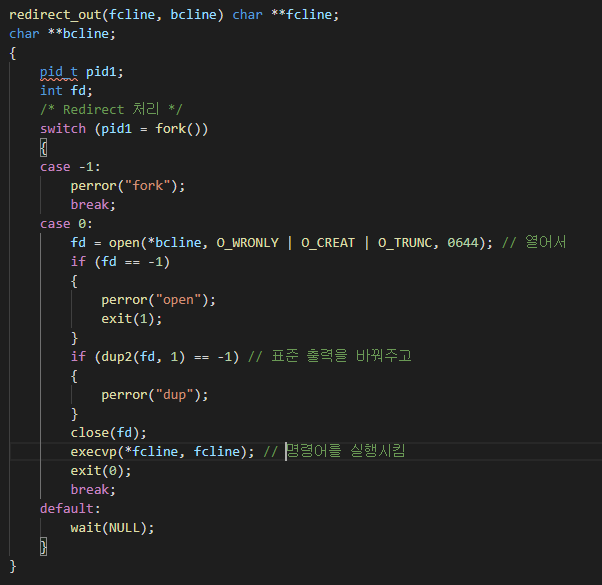 redirect_out(fcline, bcline) char **fcline;
char **bcline;
{
    pid_t pid1;
    int fd;
    /* Redirect 처리 */
    switch (pid1 = fork())
    {
    case -1:
        perror("fork");
        break;
    case 0:
        fd = open(*bcline, O_WRONLY | O_CREAT | O_TRUNC, 0644); // 열어서
        if (fd == -1)
        {
            perror("open");
            exit(1);
        }
        if (dup2(fd, 1) == -1) // 표준 출력을 바꿔주고
        {
            perror("dup");
        }
        close(fd);
        execvp(*fcline, fcline); // 명령어를 실행시킴
        exit(0);
        break;
    default:
        wait(NULL);
    }
}